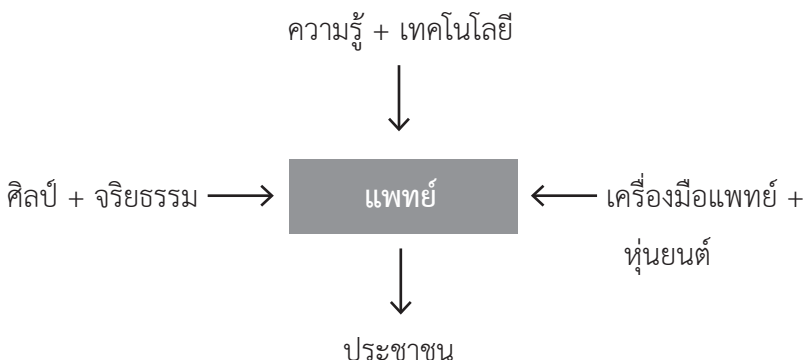 ความรู้ + เทคโนโลยี
ศิลป์ + จริยธรรม
แพทย์
เครื่องมือแพทย์ +
หุ่นยนต์
ประชาชน